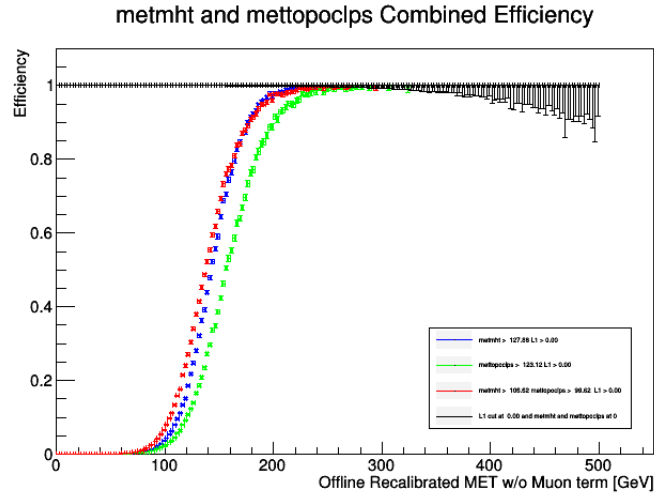 metmht and mettopoclps Combined Efficiency
Efficiency
1
0.8
0.6
0.4
0.2
0
metmht > 127.88 L1 > 0.00
mettopoclps > 123.12 L1 > 0.00
metmht > 106.62 mettopoclps > 98.62 L1 > 0.00
L1 cut at 0.00 and metmht and mettopoclps at 0
0 100 200 300 400 500
Offline Recalibrated MET w/o Muon term [GeV]